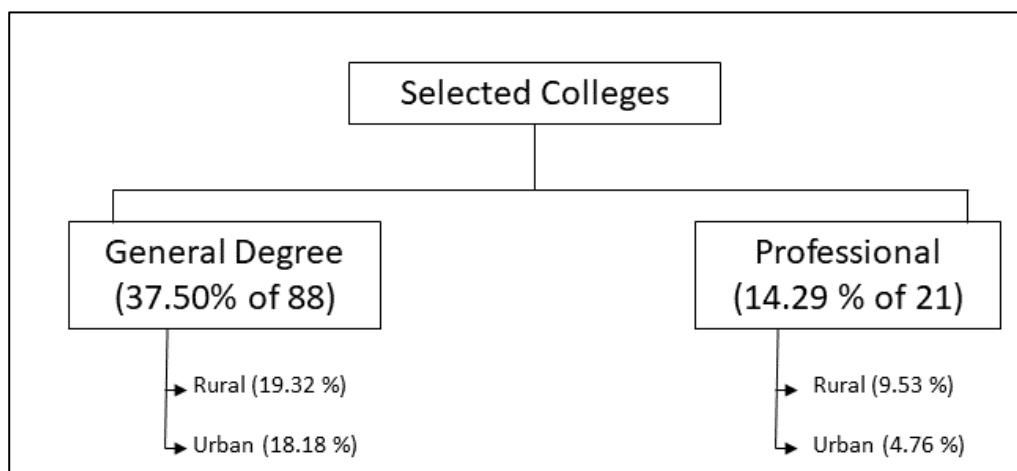 Selected Colleges
General Degree
(37.50% of 88)
Rural (19.32 %)
Urban (18.18 %)
Professional
(14.29 % of 21)
Rural (9.53 %)
Urban (4.76 %)